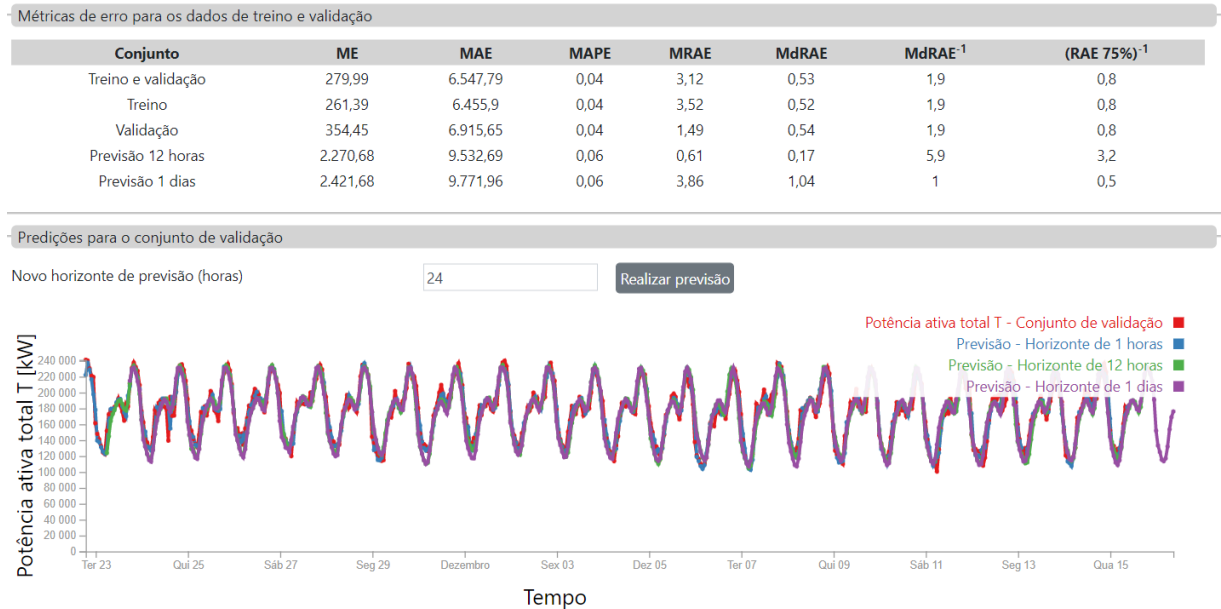 Métricas de erro para os dados de treino e validação
Conjunto ME MAE MAPE MRAE MdRAE MdRAE-1 (RAE 75%)-1
Treino e validação 279,99 6.547,79 0,04 3,12 0,53 1,9 0,8
Treino 261,39 6.455,9 0,04 3,52 0,52 1,9 0,8
Validação 354,45 6.915,65 0,04 1,49 0,54 1,9 0,8
Previsão 12 horas 2.270,68 9.532,69 0,06 0,61 0,17 5,9 3,2
Previsão 1 dias 2.421,68 9.771,96 0,06 3,86 1,04 1 0,5
Predições para o conjunto de validação
Novo horizonte de previsão (horas) 24 Realizar previsão
Potência ativa total T - Conjunto de validação
Previsão - Horizonte de 1 horas
Previsão - Horizonte de 12 horas
Previsão - Horizonte de 1 dias
Potência ativa total T [kW]
240 000
220 000
200 000
180 000
160 000
140 000
120 000
100 000
80 000
60 000
40 000
20 000
0
Ter 23 Qui 25 Sáb 27 Seg 29 Dezembro Sex 03 Dez 05 Ter 07 Qui 09 Sáb 11 Seg 13 Qua 15
Tempo